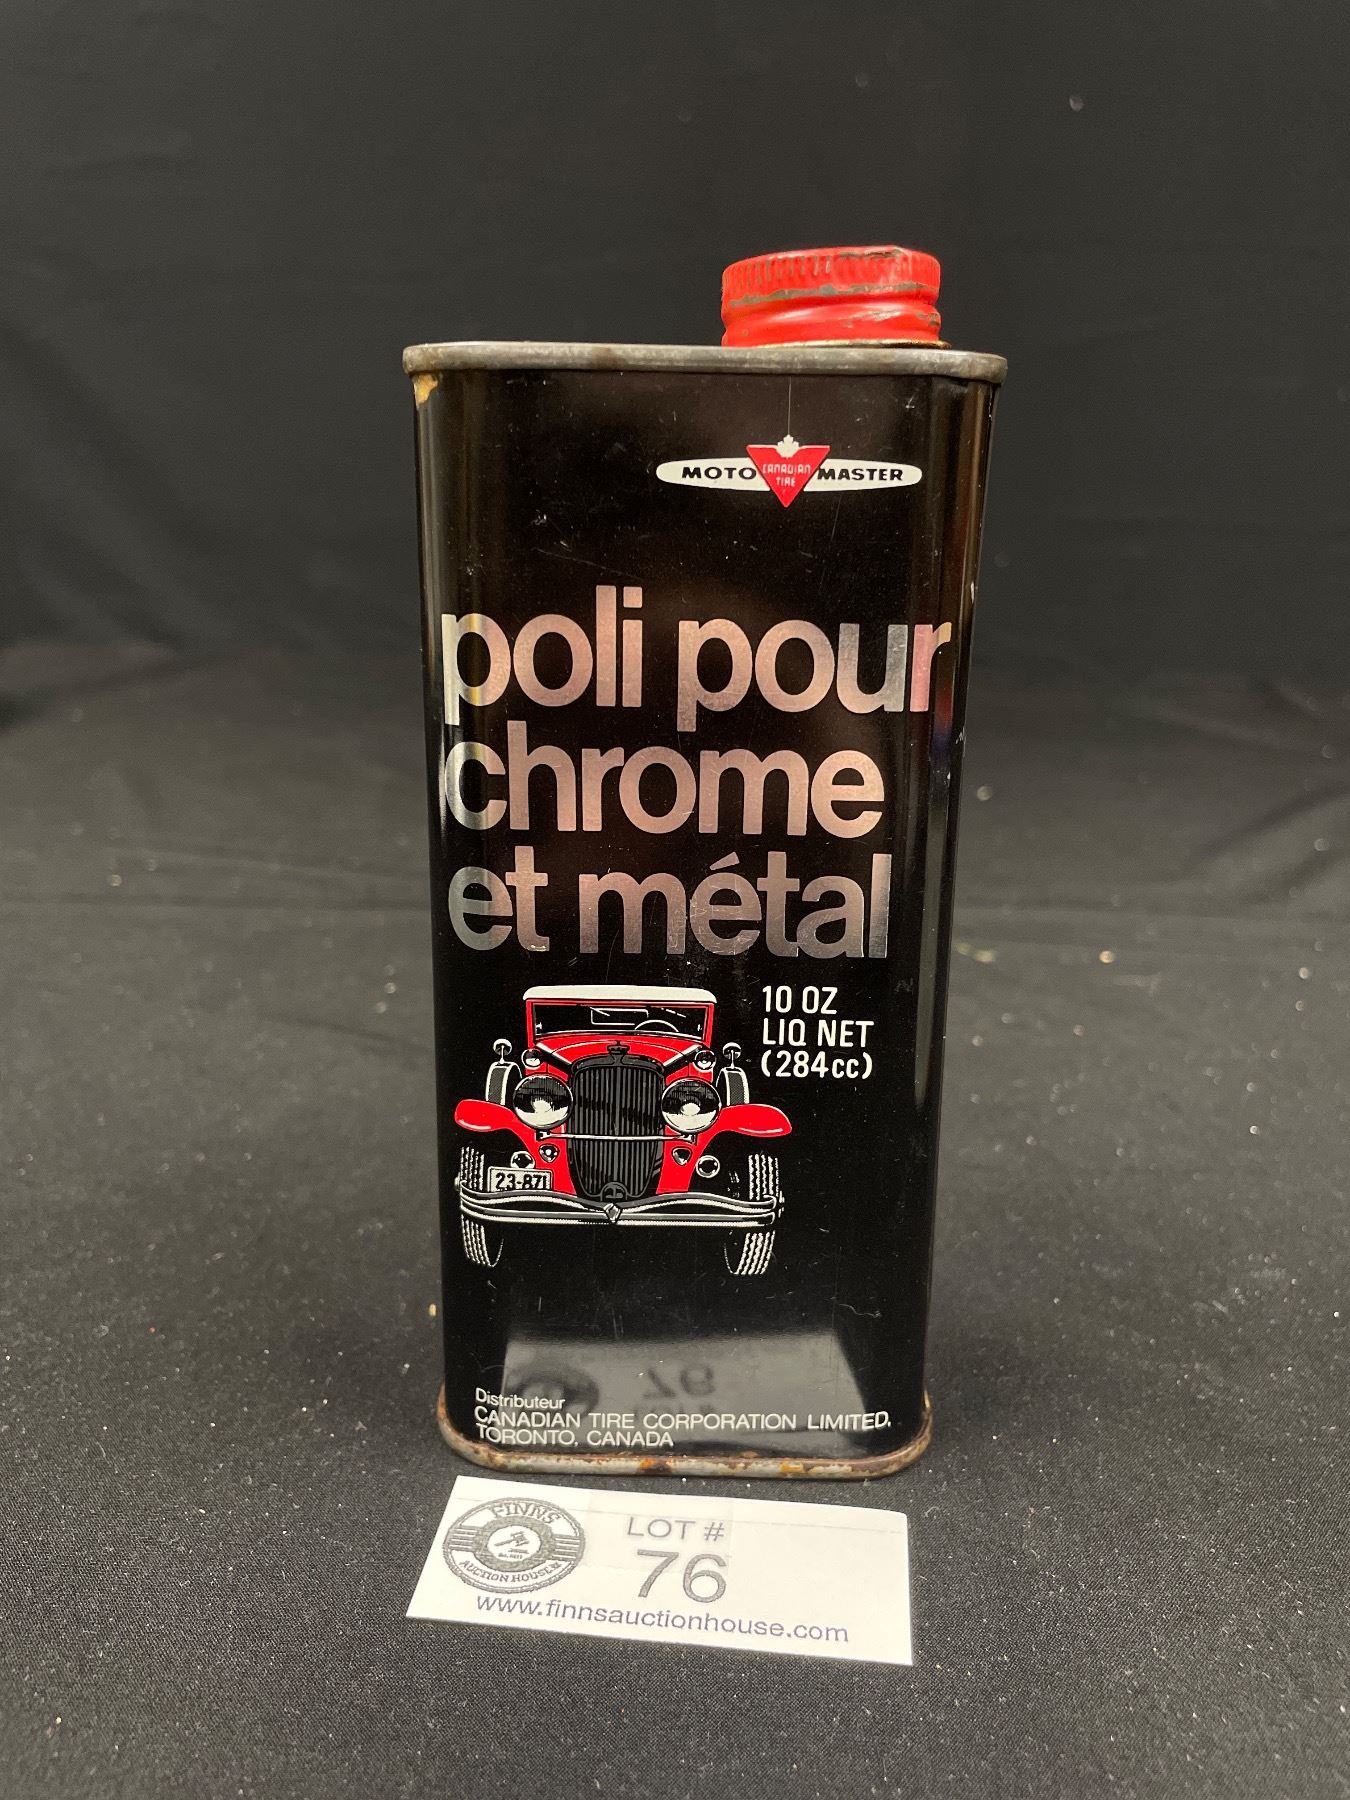 MOTO CANADIAN TIRE MASTER
poli pour
chrome
et métal
10 OZ
LIQ NET
(284cc)
23-871
Distributeur
CANADIAN TIRE CORPORATION LIMITED,
TORONTO, CANADA
FINNS
AUCTION HOUSE
LOT #
76
www.finnsauctionhouse.com